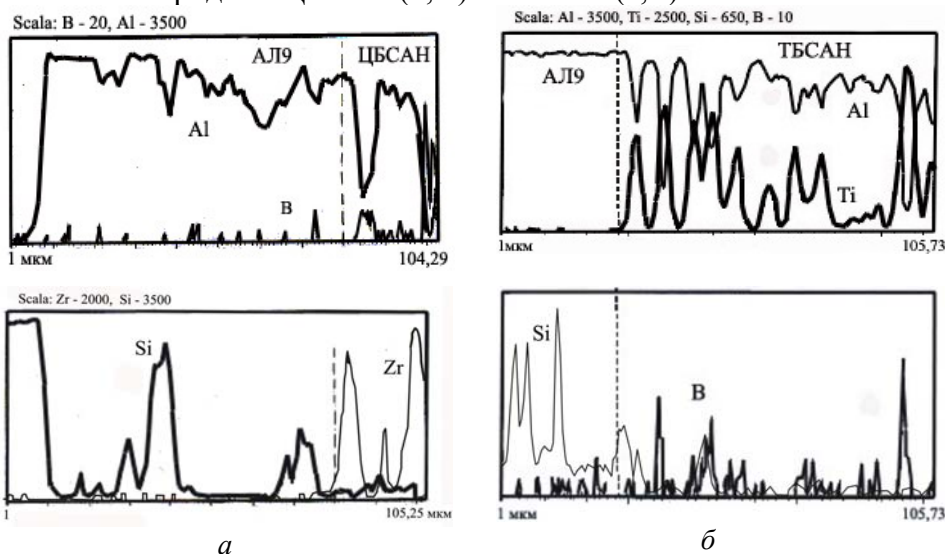 Scala: B - 20, Al - 3500
АЛ9
ЦБСАН
Al
B
1 мкм
104,29
Scala: Al - 3500, Ti - 2500, Si - 650, B - 10
АЛ9
ТБСАН
Al
Ti
1мкм
105,73
Scala: Zr - 2000, Si - 3500
Si
Zr
1
105,25 мкм
а
Si
B
1 мкм
105,73
б